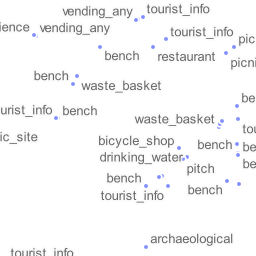 vending_any
tourist_info
ience
vending_any
tourist_info
pic
bench
restaurant
picni
bench
waste_basket
be
urist_info
bench
waste_basket
tou
ic_site
bicycle_shop
bench
be
drinking_water
pitch
be
bench
bench
tourist_info
archaeological
tourist_info